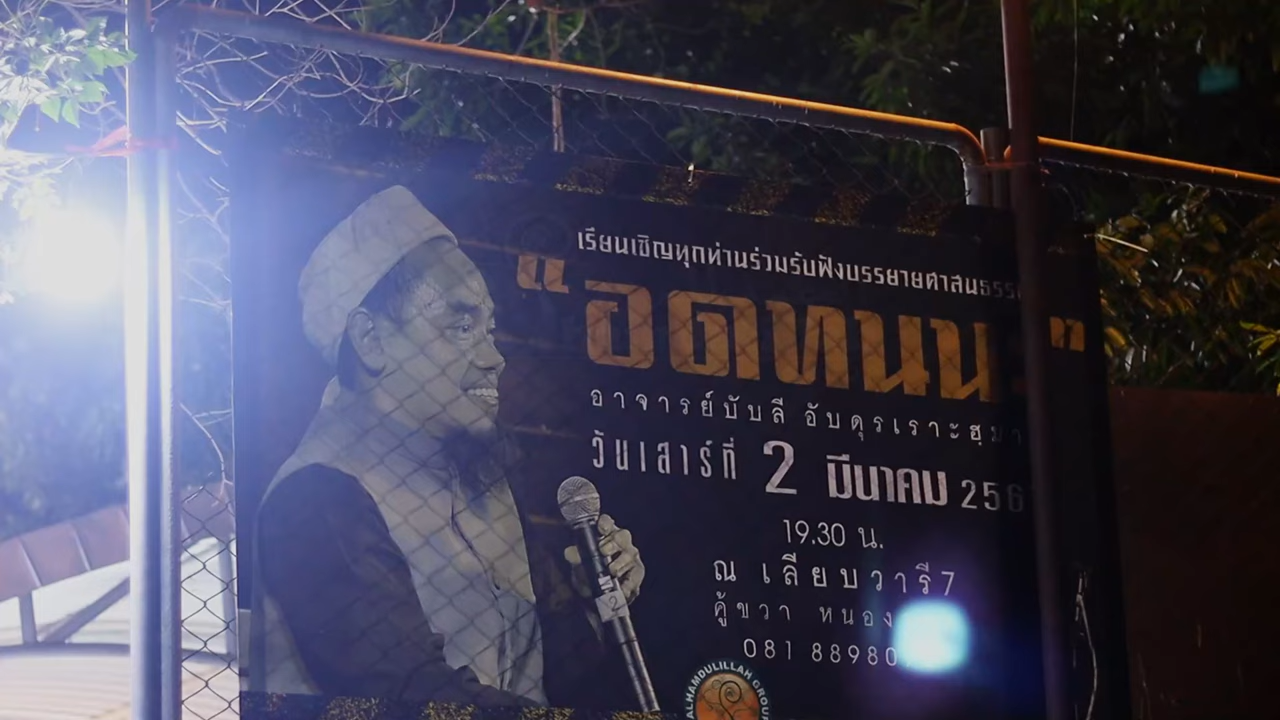 เรียนเชิญทุกท่านร่วมรับฟังบรรยายศาสนธรร
"อดทนน "
อาจารย์บับลี อับดุรเราะฮฺมา
วันเสาร์ที่ 2 มีนาคม 256
19.30 น.
ณ เลียบวารี 7
คู้ขวา หนอง
081 88980
ALHAMDULILLAH GROUP
2